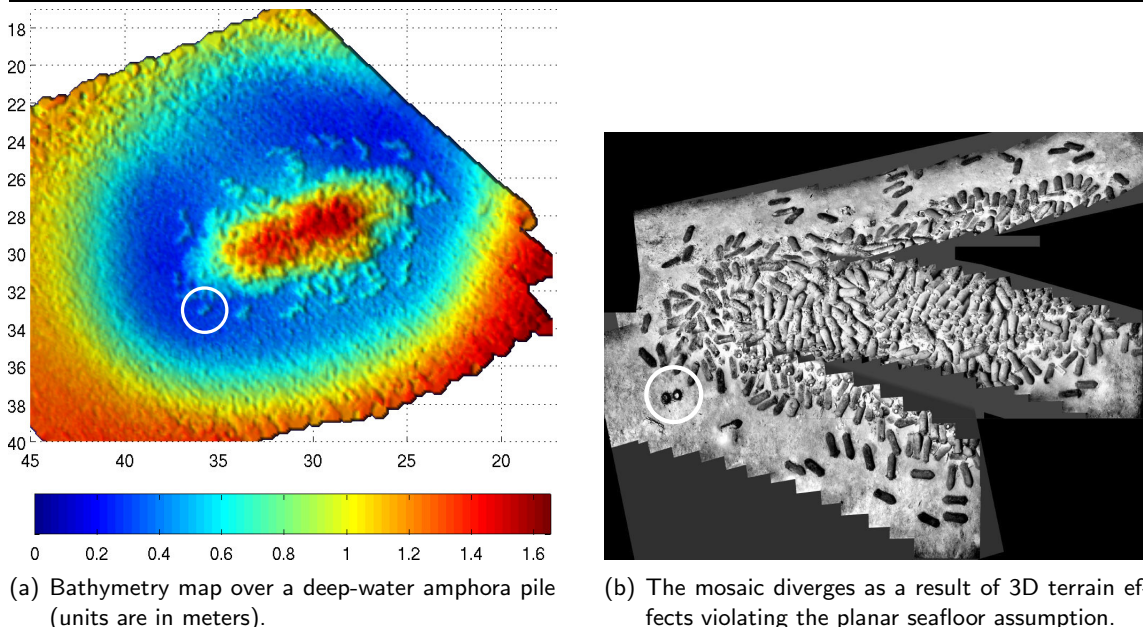 18
20
22
24
26
28
30
32
34
36
38
40
45 40 35 30 25 20
0 0.2 0.4 0.6 0.8 1 1.2 1.4 1.6
(a) Bathymetry map over a deep-water amphora pile
(units are in meters).
(b) The mosaic diverges as a result of 3D terrain ef-
fects violating the planar seafloor assumption.